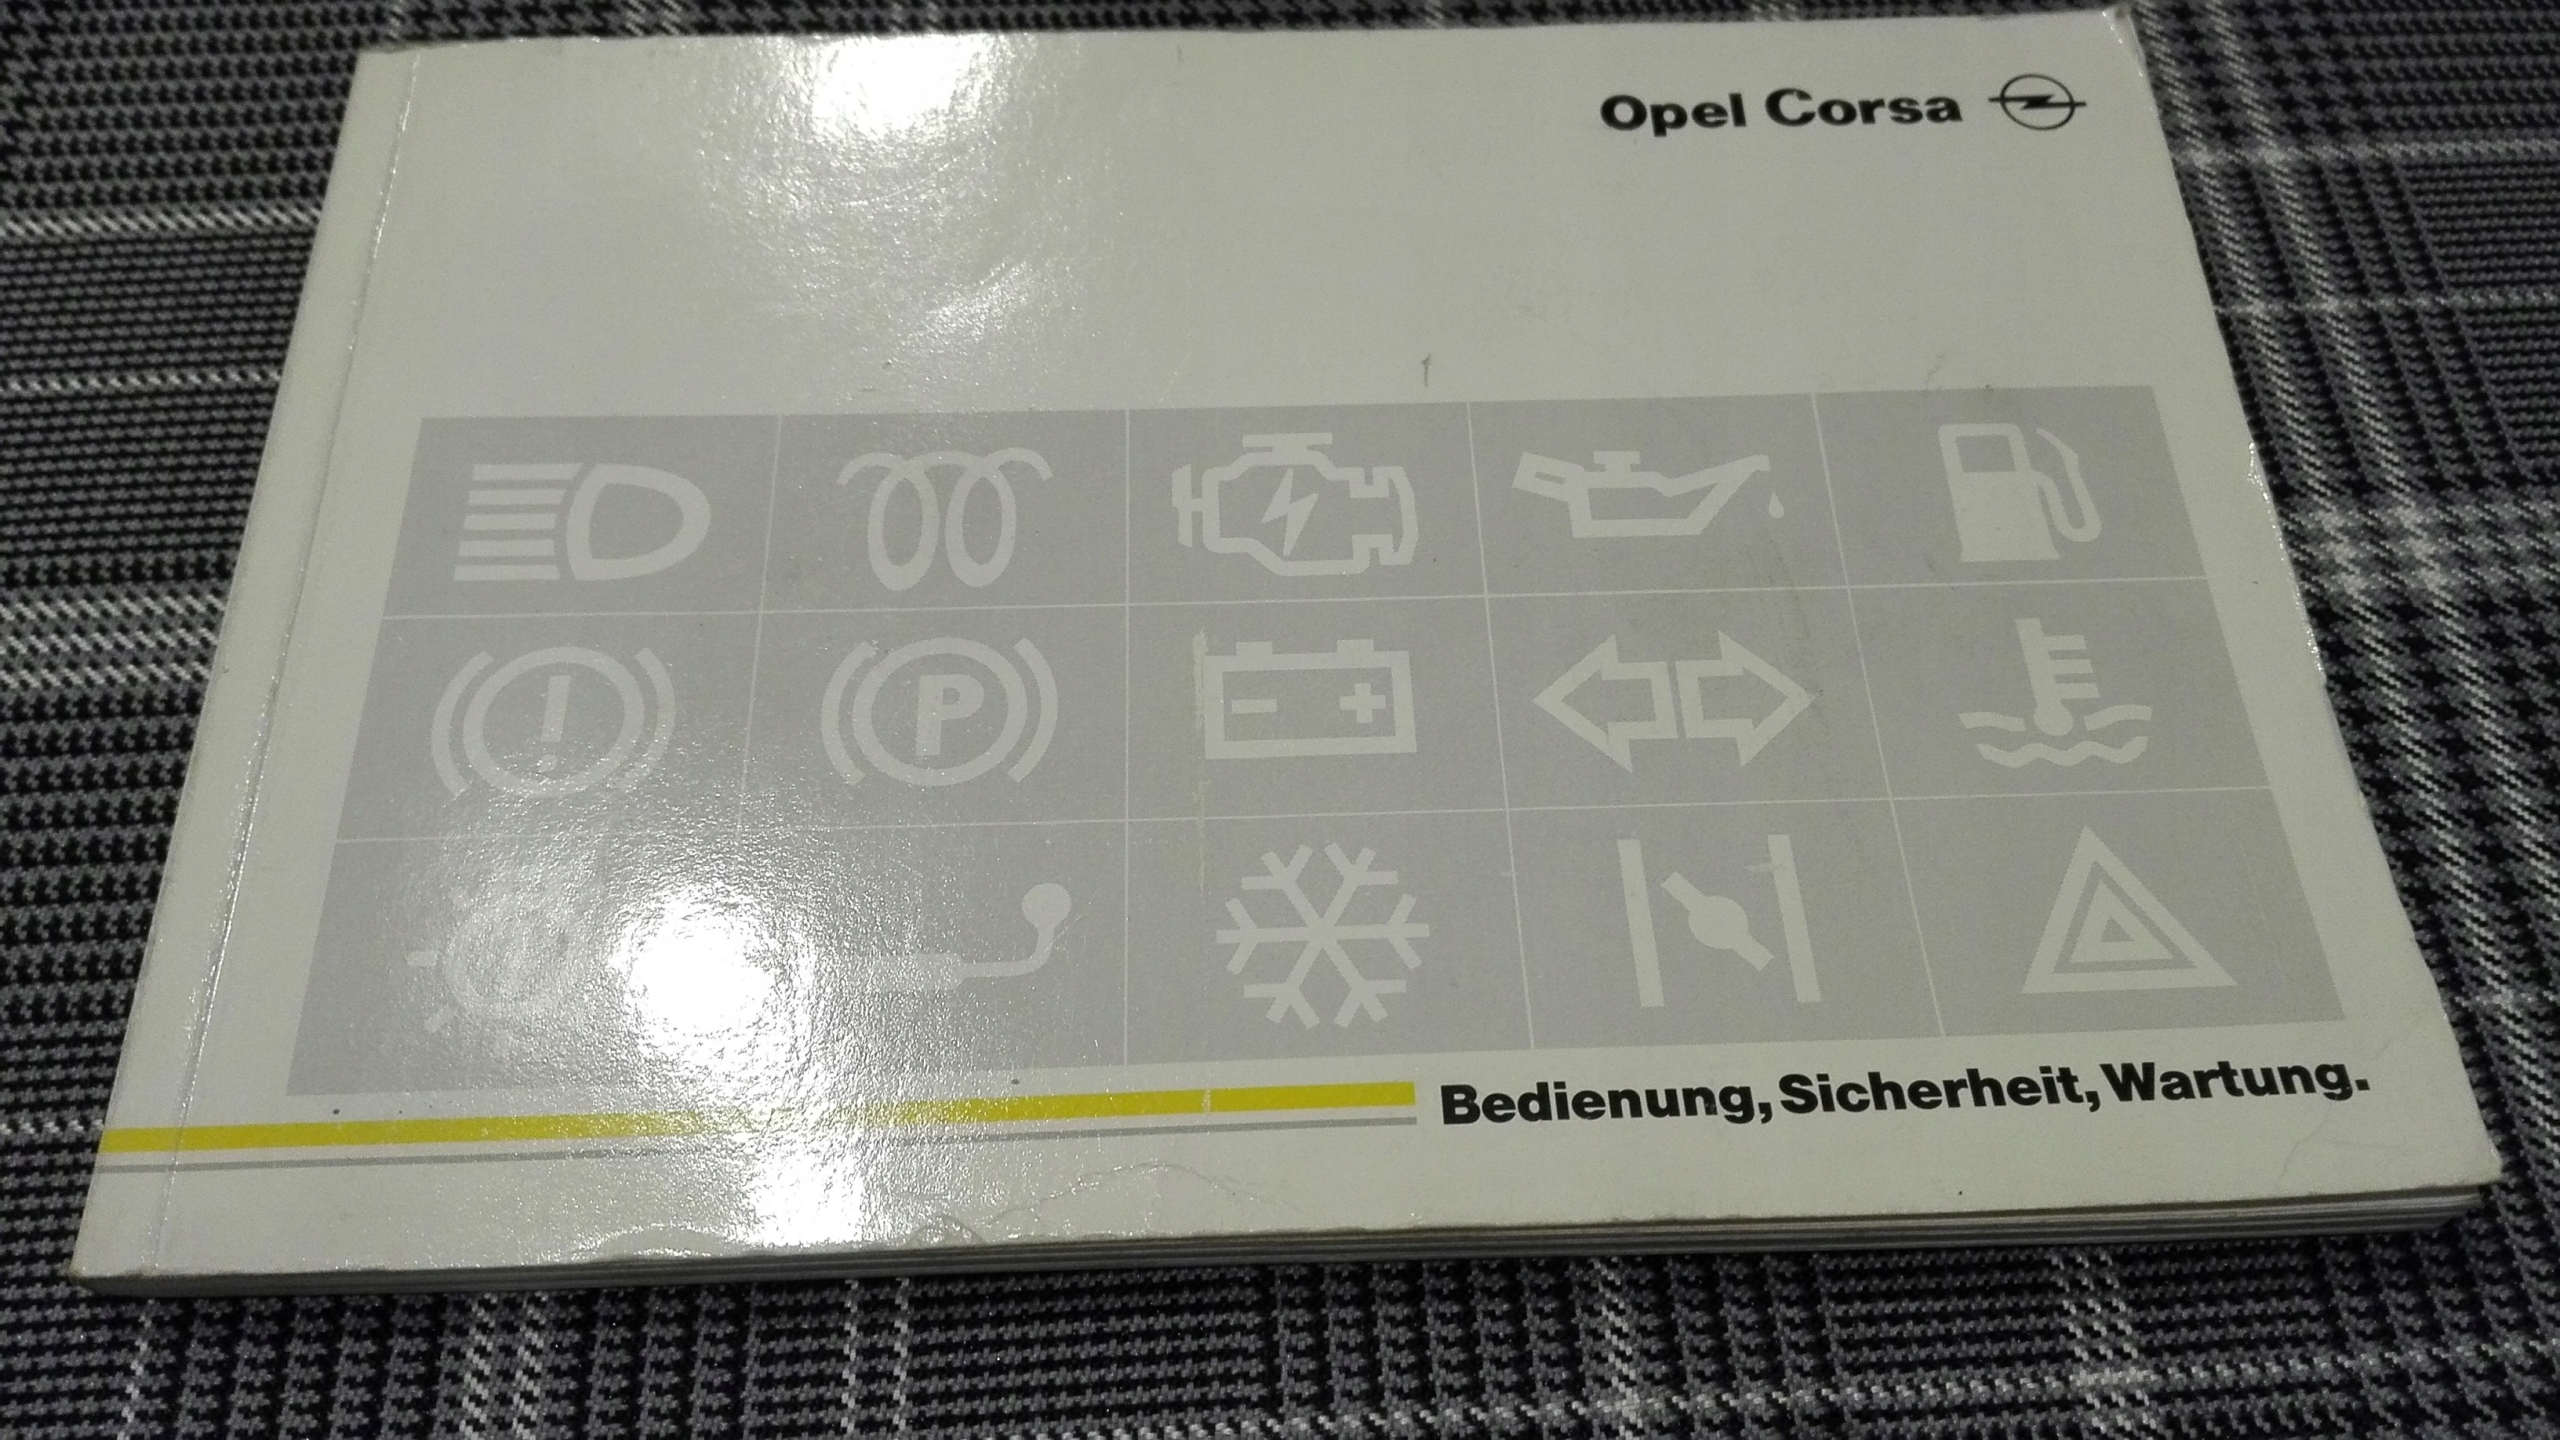 Opel Corsa
P
- +
Bedienung, Sicherheit, Wartung.